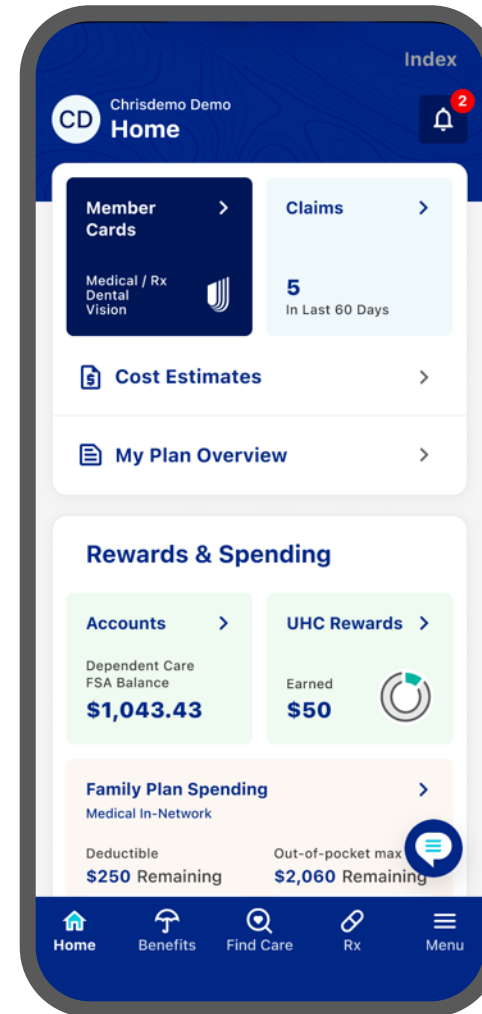 Index
CD
Chrisdemo Demo
Home
2
Member
Cards
Medical / Rx
Dental
Vision
Claims
5
In Last 60 Days
Cost Estimates
My Plan Overview
Rewards & Spending
Accounts
Dependent Care
FSA Balance
$1,043.43
UHC Rewards
Earned
$50
Family Plan Spending
Medical In-Network
Deductible
$250 Remaining
Out-of-pocket max
$2,060 Remaining
Home
Benefits
Find Care
Rx
Menu